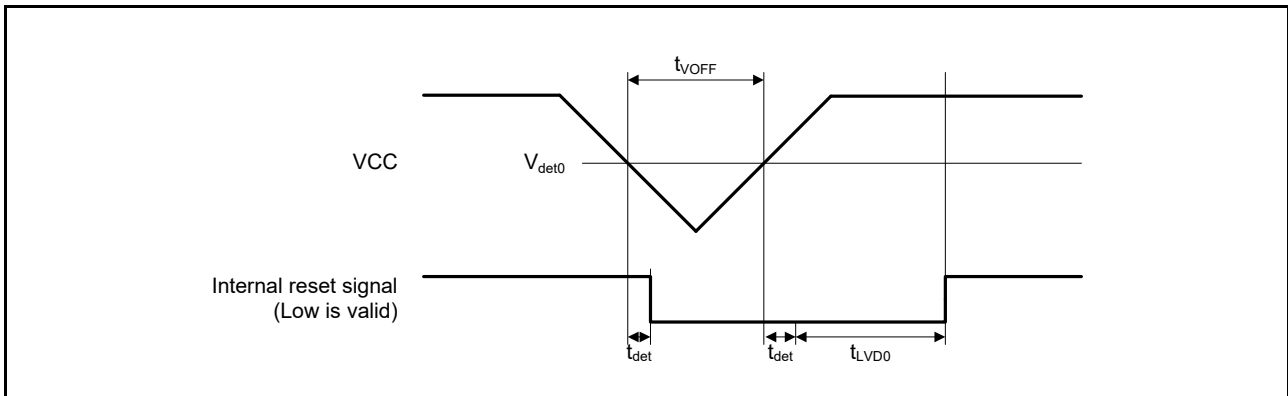 tVOFF
VCC
Vdet0
Internal reset signal
(Low is valid)
tdet
tdet
tLVD0